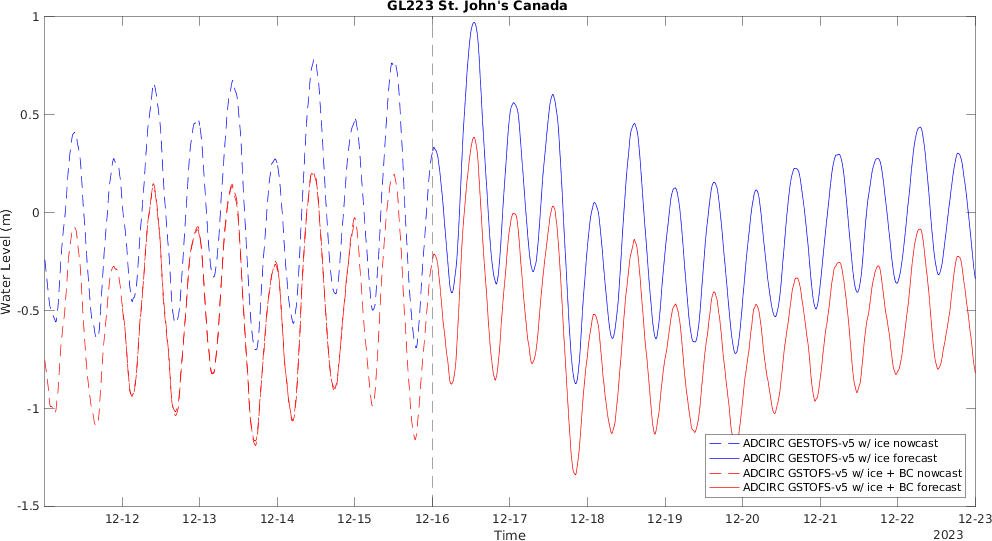 GL223 St. John's Canada
1
0.5
0
-0.5
-1
-1.5
Water Level (m)
ADCIRC GESTOFS-v5 w/ ice nowcast
ADCIRC GESTOFS-v5 w/ ice forecast
ADCIRC GSTOFS-v5 w/ ice + BC nowcast
ADCIRC GSTOFS-v5 w/ ice + BC forecast
12-12 12-13 12-14 12-15 12-16 12-17 12-18 12-19 12-20 12-21 12-22 12-23
Time
2023